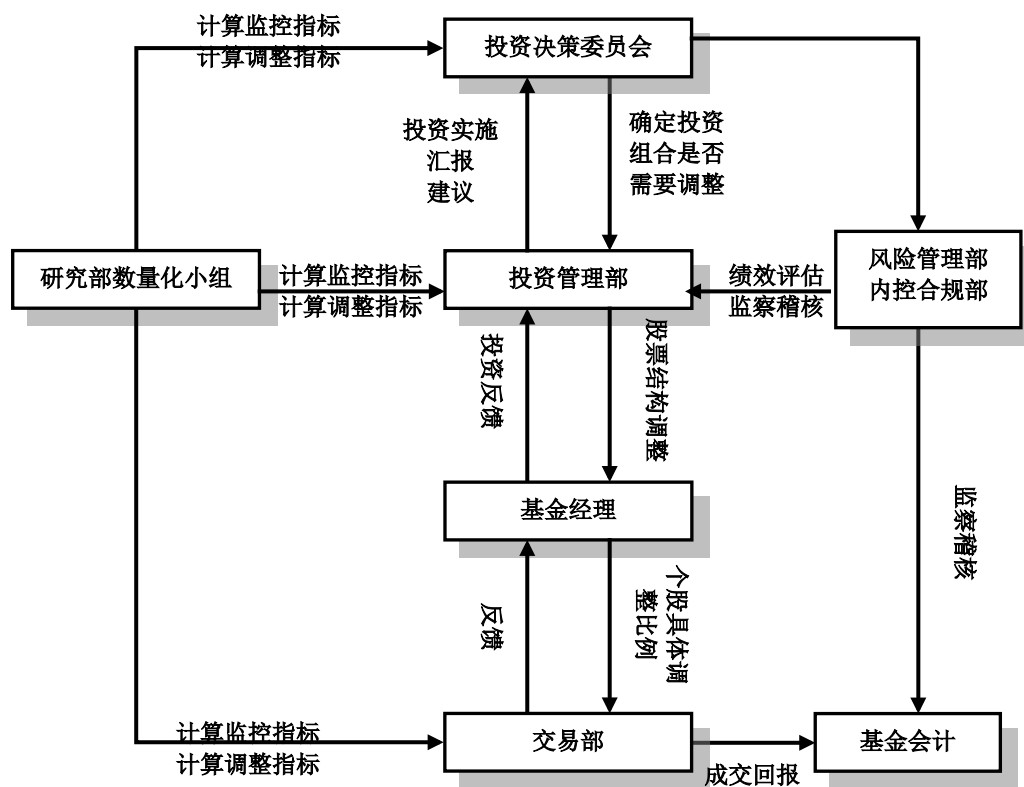 计算监控指标
计算调整指标
投资决策委员会
投资实施
汇报
建议
确定投资
组合是否
需要调整
研究部数量化小组
计算监控指标
计算调整指标
投资管理部
绩效评估
监察稽核
风险管理部
内控合规部
投资反馈
股票结构调整
基金经理
监察稽核
反馈
个股具体调
整比例
计算监控指标
计算调整指标
交易部
成交回报
基金会计